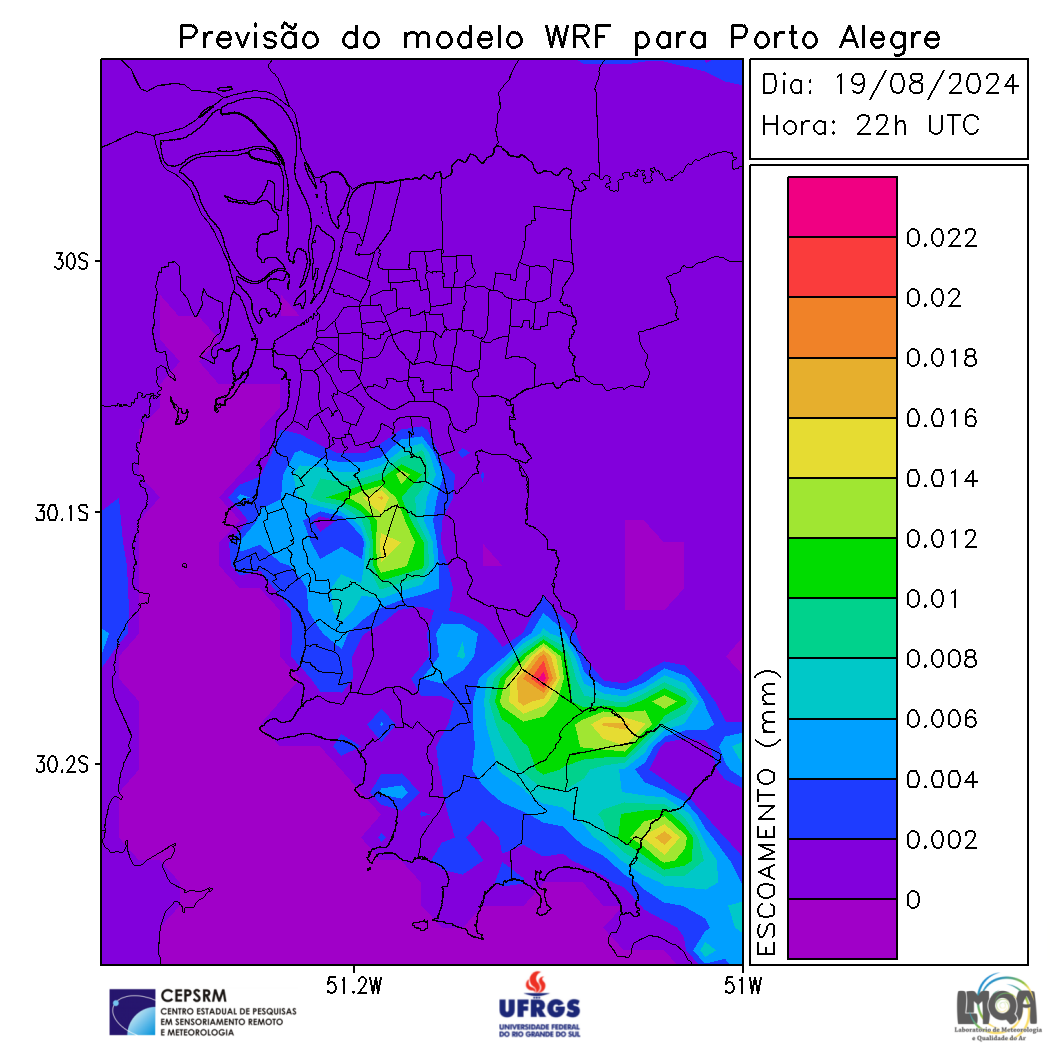 Previsão do modelo WRF para Porto Alegre
Dia: 19/08/2024
Hora: 22h UTC
30S
30.1S
30.2S
51.2W
51W
ESCOAMENTO (mm)
0.022
0.02
0.018
0.016
0.014
0.012
0.01
0.008
0.006
0.004
0.002
0
CEPSRM
CENTRO ESTADUAL DE PESQUISAS
EM SENSORIAMENTO REMOTO
E METEOROLOGIA
UFRGS
UNIVERSIDADE FEDERAL
DO RIO GRANDE DO SUL
LMQA
Laboratório de Meteorologia
e Qualidade do Ar